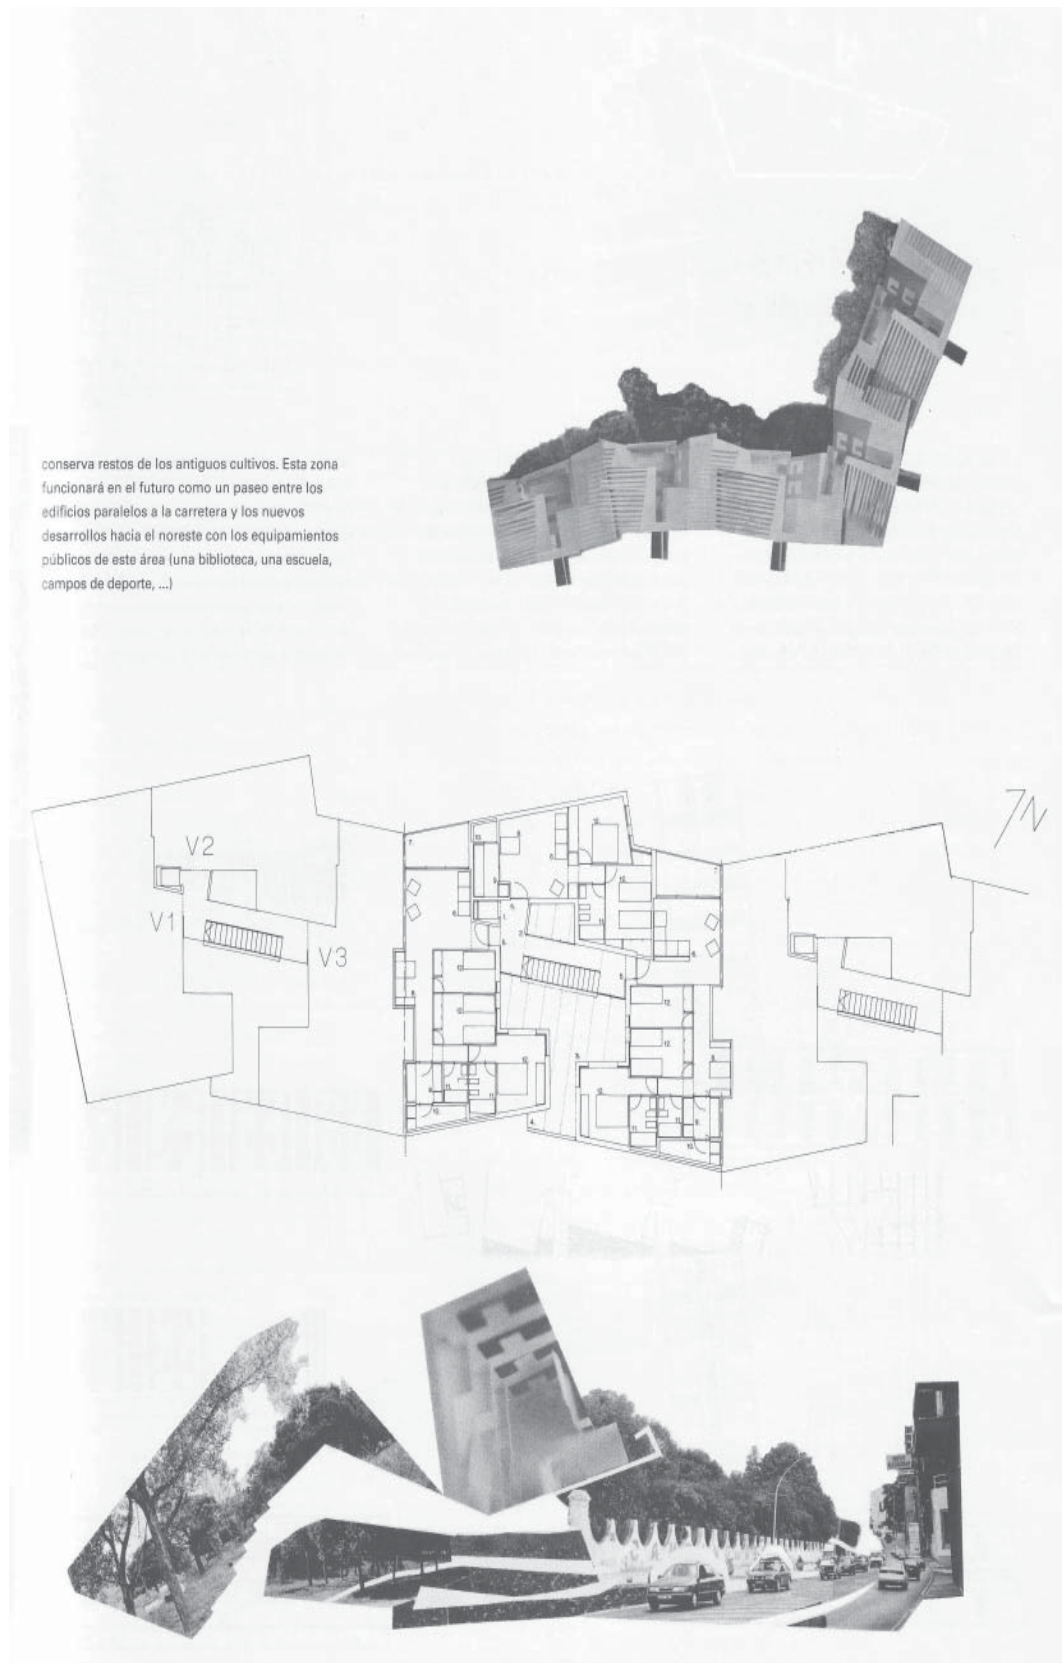 conserva restos de los antiguos cultivos. Esta zona
funcionará en el futuro como un paseo entre los
edificios paralelos a la carretera y los nuevos
desarrollos hacia el noreste con los equipamientos
públicos de este área (una biblioteca, una escuela,
campos de deporte, ...)
N
V2
V1
V3